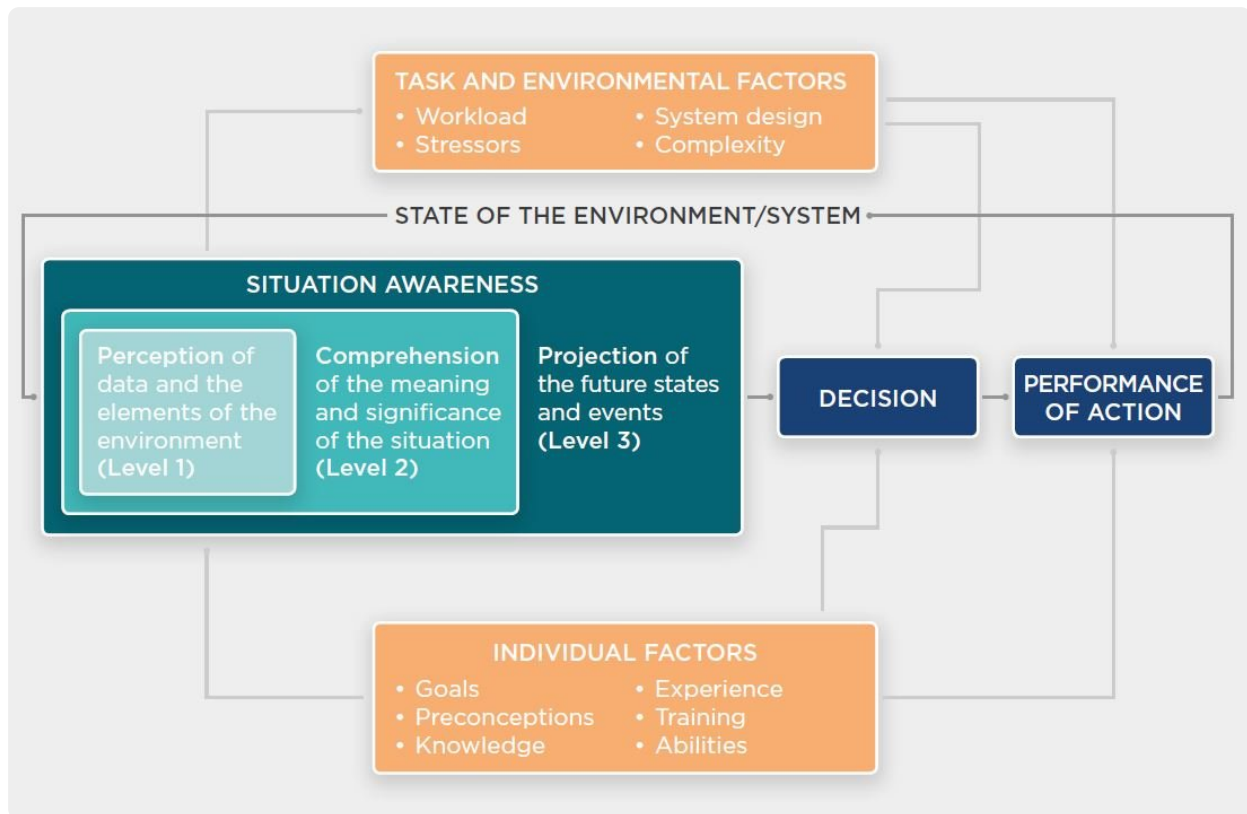 TASK AND ENVIRONMENTAL FACTORS
• Workload
• Stressors
• System design
• Complexity
STATE OF THE ENVIRONMENT/SYSTEM
SITUATION AWARENESS
Perception of
data and the
elements of the
environment
(Level 1)
Comprehension
of the meaning
and significance
of the situation
(Level 2)
Projection of
the future states
and events
(Level 3)
DECISION
PERFORMANCE
OF ACTION
INDIVIDUAL FACTORS
• Goals
• Preconceptions
• Knowledge
• Experience
• Training
• Abilities